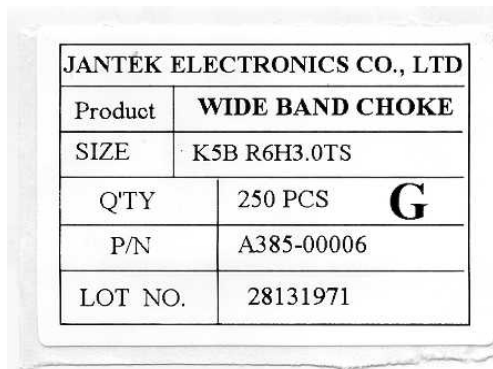 JANTEK ELECTRONICS CO., LTD
Product WIDE BAND CHOKE
SIZE K5B R6H3.0TS
Q'TY 250 PCS G
P/N A385-00006
LOT NO. 28131971